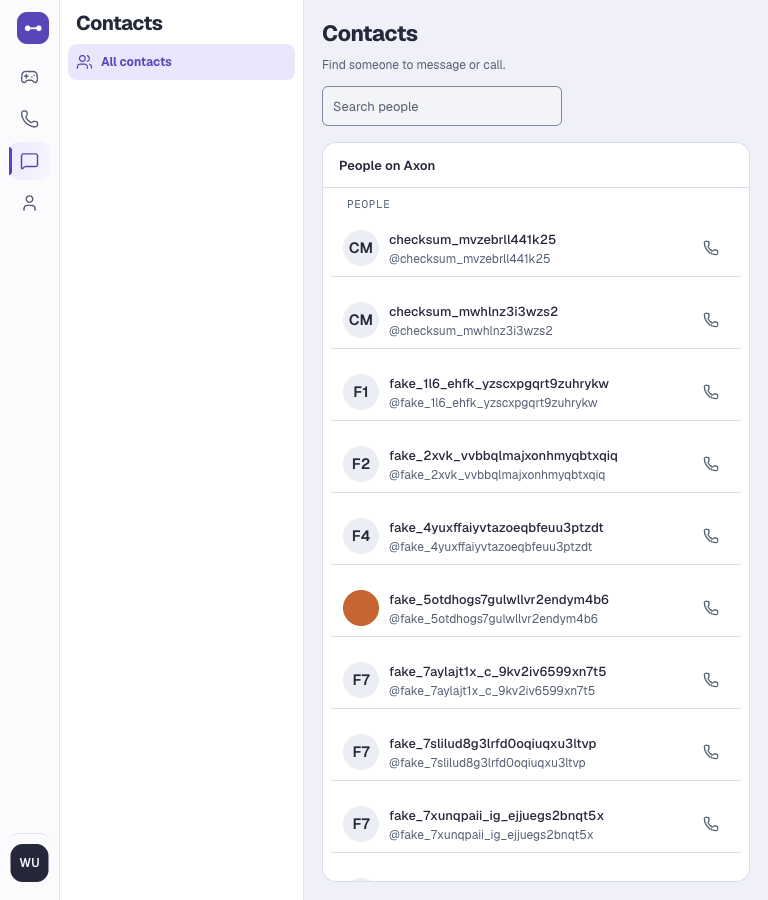 Contacts
All contacts
Contacts
Find someone to message or call.
Search people
People on Axon
PEOPLE
CM
checksum_mvzebrll441k25
@checksum_mvzebrll441k25
CM
checksum_mwhlnz3i3wzs2
@checksum_mwhlnz3i3wzs2
F1
fake_1l6_ehfk_yzscxpgqrt9zuhrykw
@fake_1l6_ehfk_yzscxpgqrt9zuhrykw
F2
fake_2xvk_vvbbqlmajxonhmyqbtxqiq
@fake_2xvk_vvbbqlmajxonhmyqbtxqiq
F4
fake_4yuxffaiyvtazoeqbfeuu3ptzdt
@fake_4yuxffaiyvtazoeqbfeuu3ptzdt
fake_5otdhogs7gulwllvr2endym4b6
@fake_5otdhogs7gulwllvr2endym4b6
F7
fake_7aylajt1x_c_9kv2iv6599xn7t5
@fake_7aylajt1x_c_9kv2iv6599xn7t5
F7
fake_7slilud8g3lrfd0oqiuqxu3ltvp
@fake_7slilud8g3lrfd0oqiuqxu3ltvp
F7
fake_7xunqpaii_ig_ejjuegs2bnqt5x
@fake_7xunqpaii_ig_ejjuegs2bnqt5x
WU